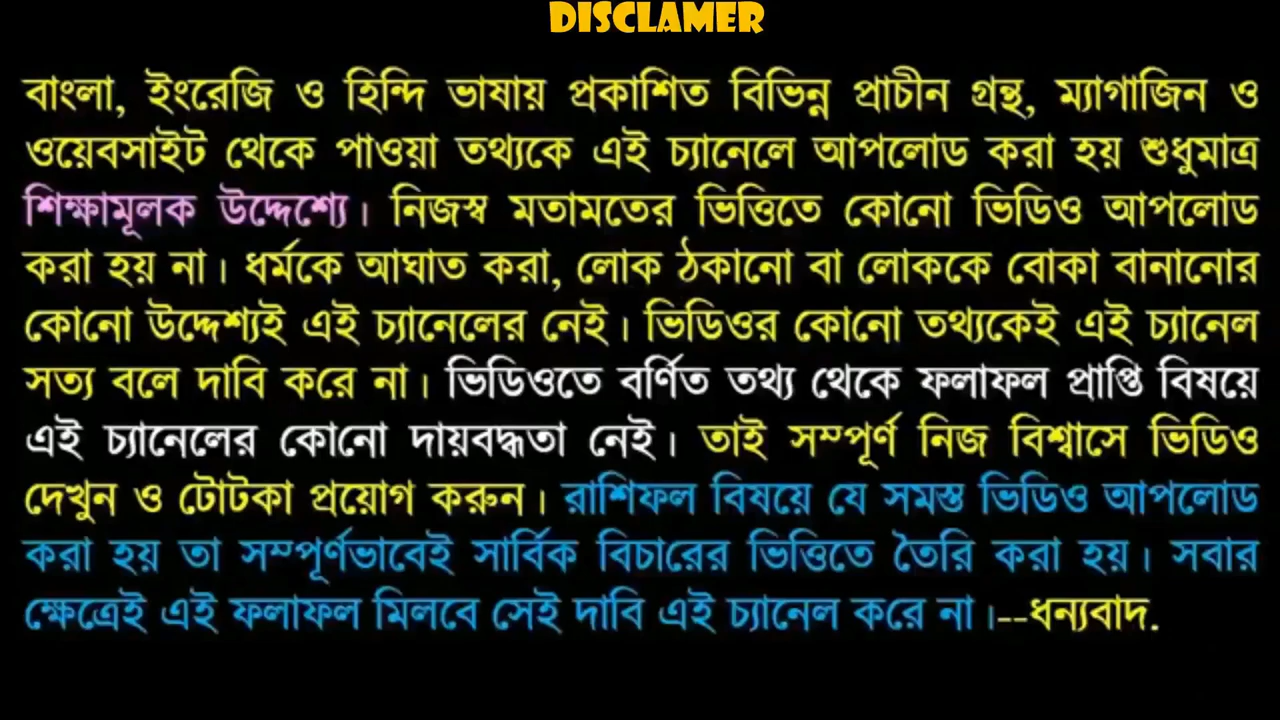 DISCLAMER
বাংলা, ইংরেজি ও হিন্দি ভাষায় প্রকাশিত বিভিন্ন প্রাচীন গ্রন্থ, ম্যাগাজিন ও
ওয়েবসাইট থেকে পাওয়া তথ্যকে এই চ্যানেলে আপলোড করা হয় শুধুমাত্র
শিক্ষামূলক উদ্দেশ্যে। নিজস্ব মতামতের ভিত্তিতে কোনো ভিডিও আপলোড
করা হয় না। ধর্মকে আঘাত করা, লোক ঠকানো বা লোককে বোকা বানানোর
কোনো উদ্দেশ্যই এই চ্যানেলের নেই। ভিডিওর কোনো তথ্যকেই এই চ্যানেল
সত্য বলে দাবি করে না। ভিডিওতে বর্ণিত তথ্য থেকে ফলাফল প্রাপ্তি বিষয়ে
এই চ্যানেলের কোনো দায়বদ্ধতা নেই। তাই সম্পূর্ণ নিজ বিশ্বাসে ভিডিও
দেখুন ও টোটকা প্রয়োগ করুন। রাশিফল বিষয়ে যে সমস্ত ভিডিও আপলোড
করা হয় তা সম্পূর্ণভাবেই সার্বিক বিচারের ভিত্তিতে তৈরি করা হয়। সবার
ক্ষেত্রেই এই ফলাফল মিলবে সেই দাবি এই চ্যানেল করে না।--ধন্যবাদ.